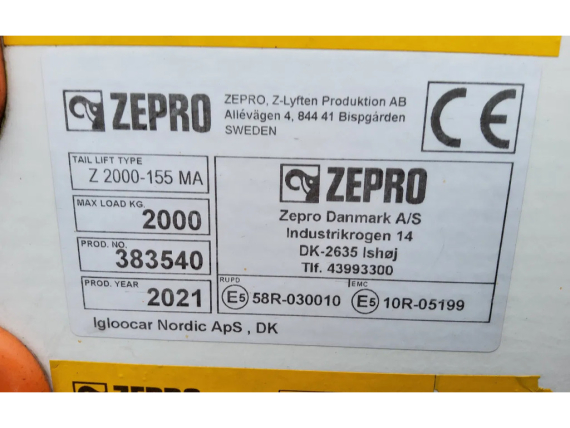 ZEPRO
ZEPRO, Z-Lyften Produktion AB
Allévägen 4, 844 41 Bispgården
SWEDEN
CE
TAIL LIFT TYPE
Z 2000-155 MA
MAX LOAD KG.
2000
PROD. NO.
383540
PROD. YEAR
2021
ZEPRO
Zepro Danmark A/S
Industrikrogen 14
DK-2635 Ishøj
Tlf. 43993300
RUPD
E5 58R-030010
EMC
E5 10R-05199
Igloocar Nordic ApS , DK
ZEPRO